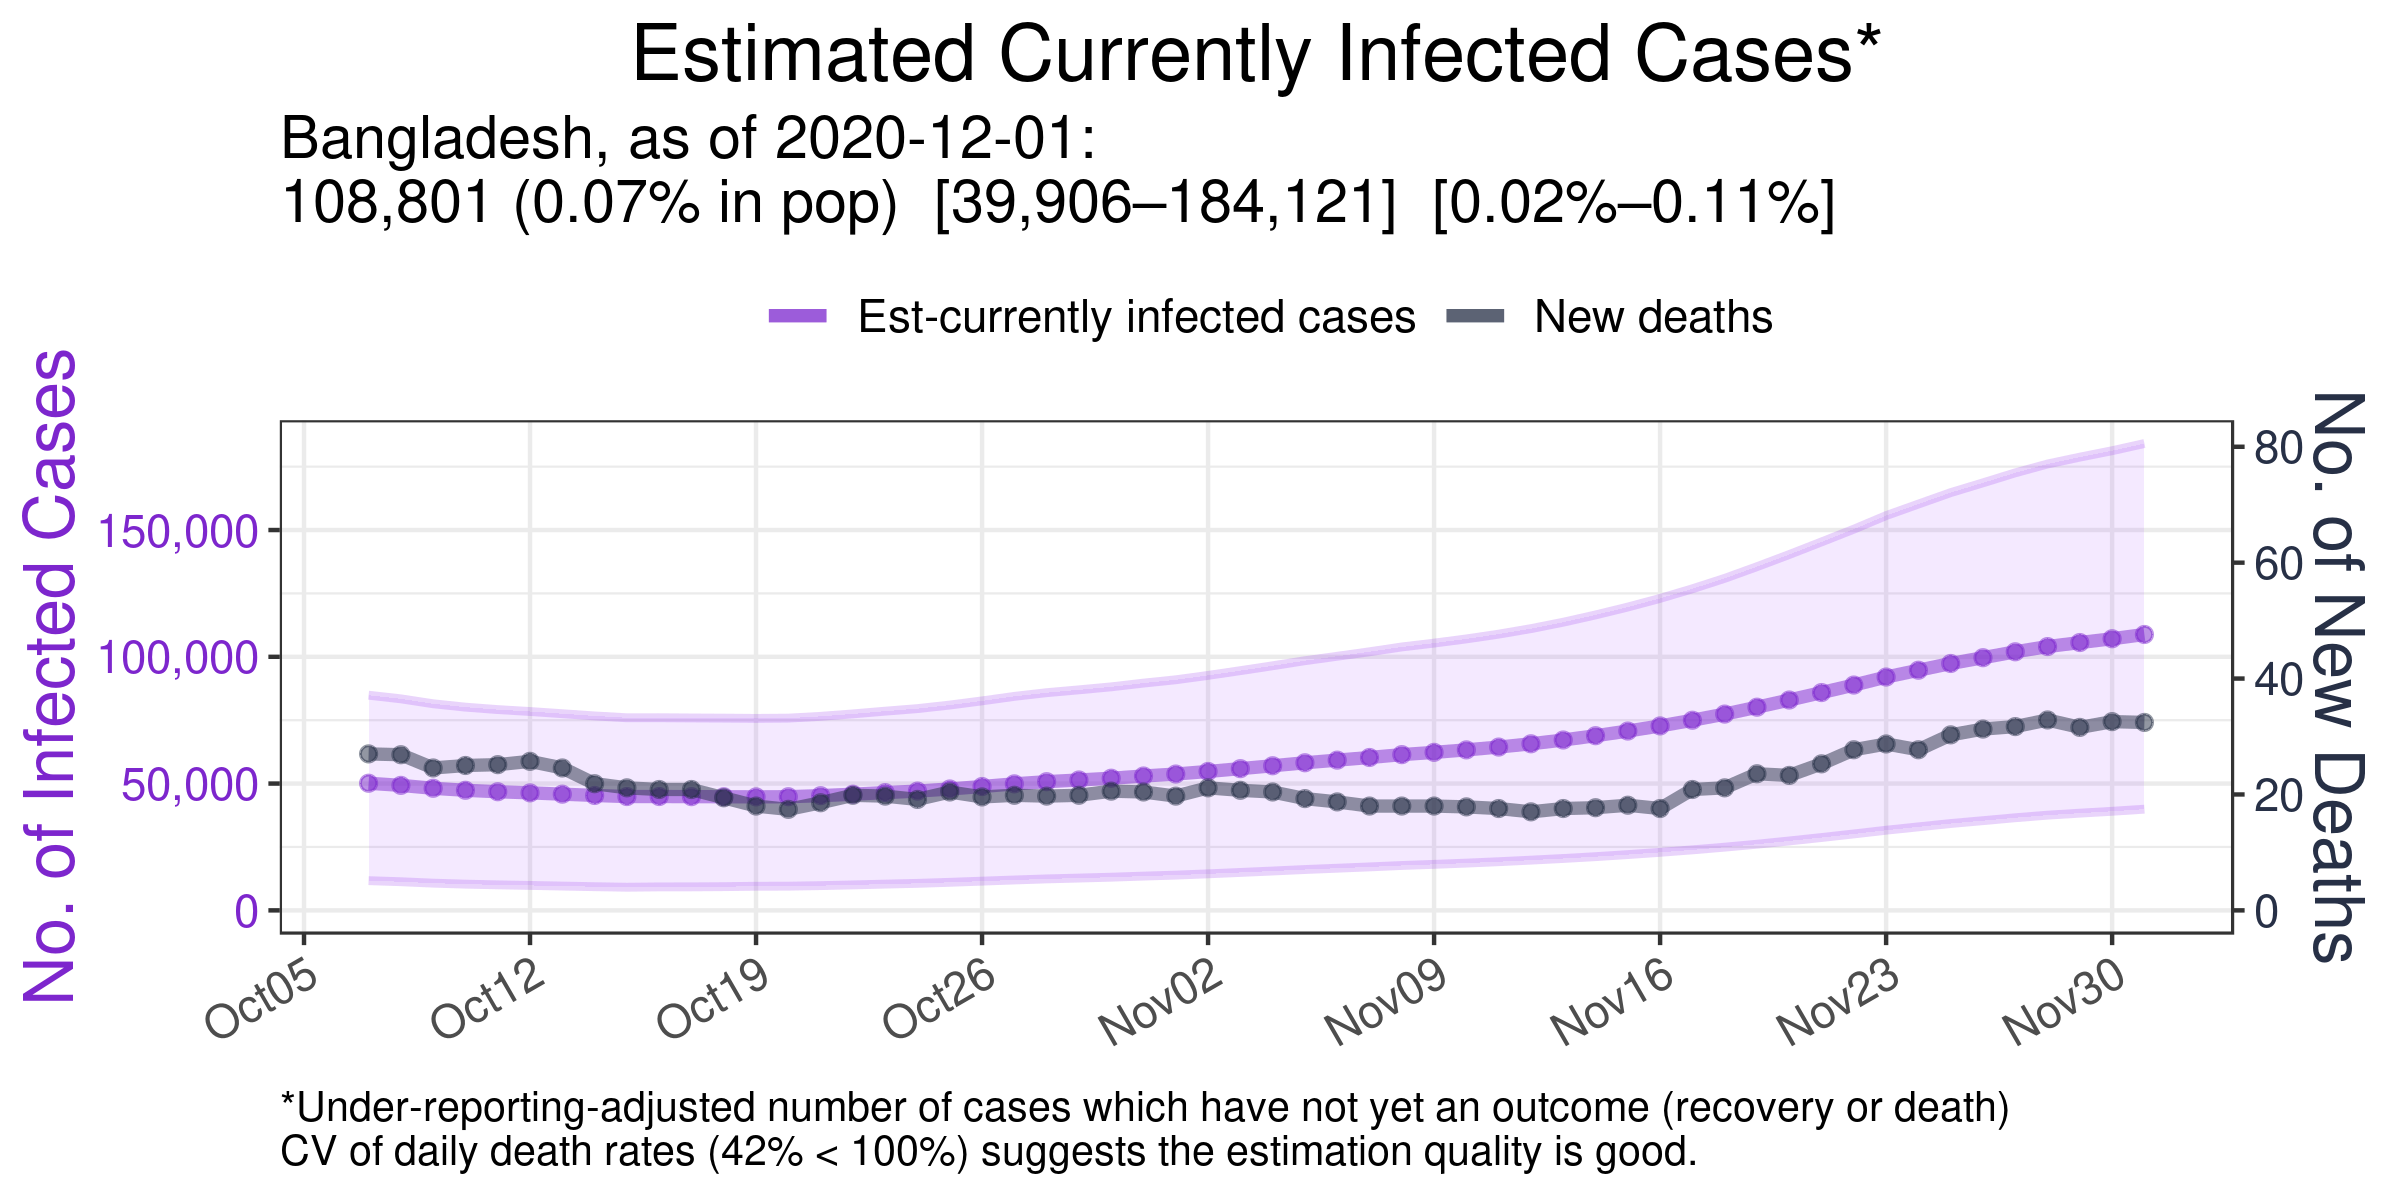 Estimated Currently Infected Cases*
Bangladesh, as of 2020-12-01:
108,801 (0.07% in pop)  [39,906–184,121]  [0.02%–0.11%]
Est-currently infected cases
New deaths
No. of Infected Cases
150,000
100,000
50,000
0
80
60
40
20
0
No. of New Deaths
Oct05
Oct12
Oct19
Oct26
Nov02
Nov09
Nov16
Nov23
Nov30
*Under-reporting-adjusted number of cases which have not yet an outcome (recovery or death)
CV of daily death rates (42% < 100%) suggests the estimation quality is good.